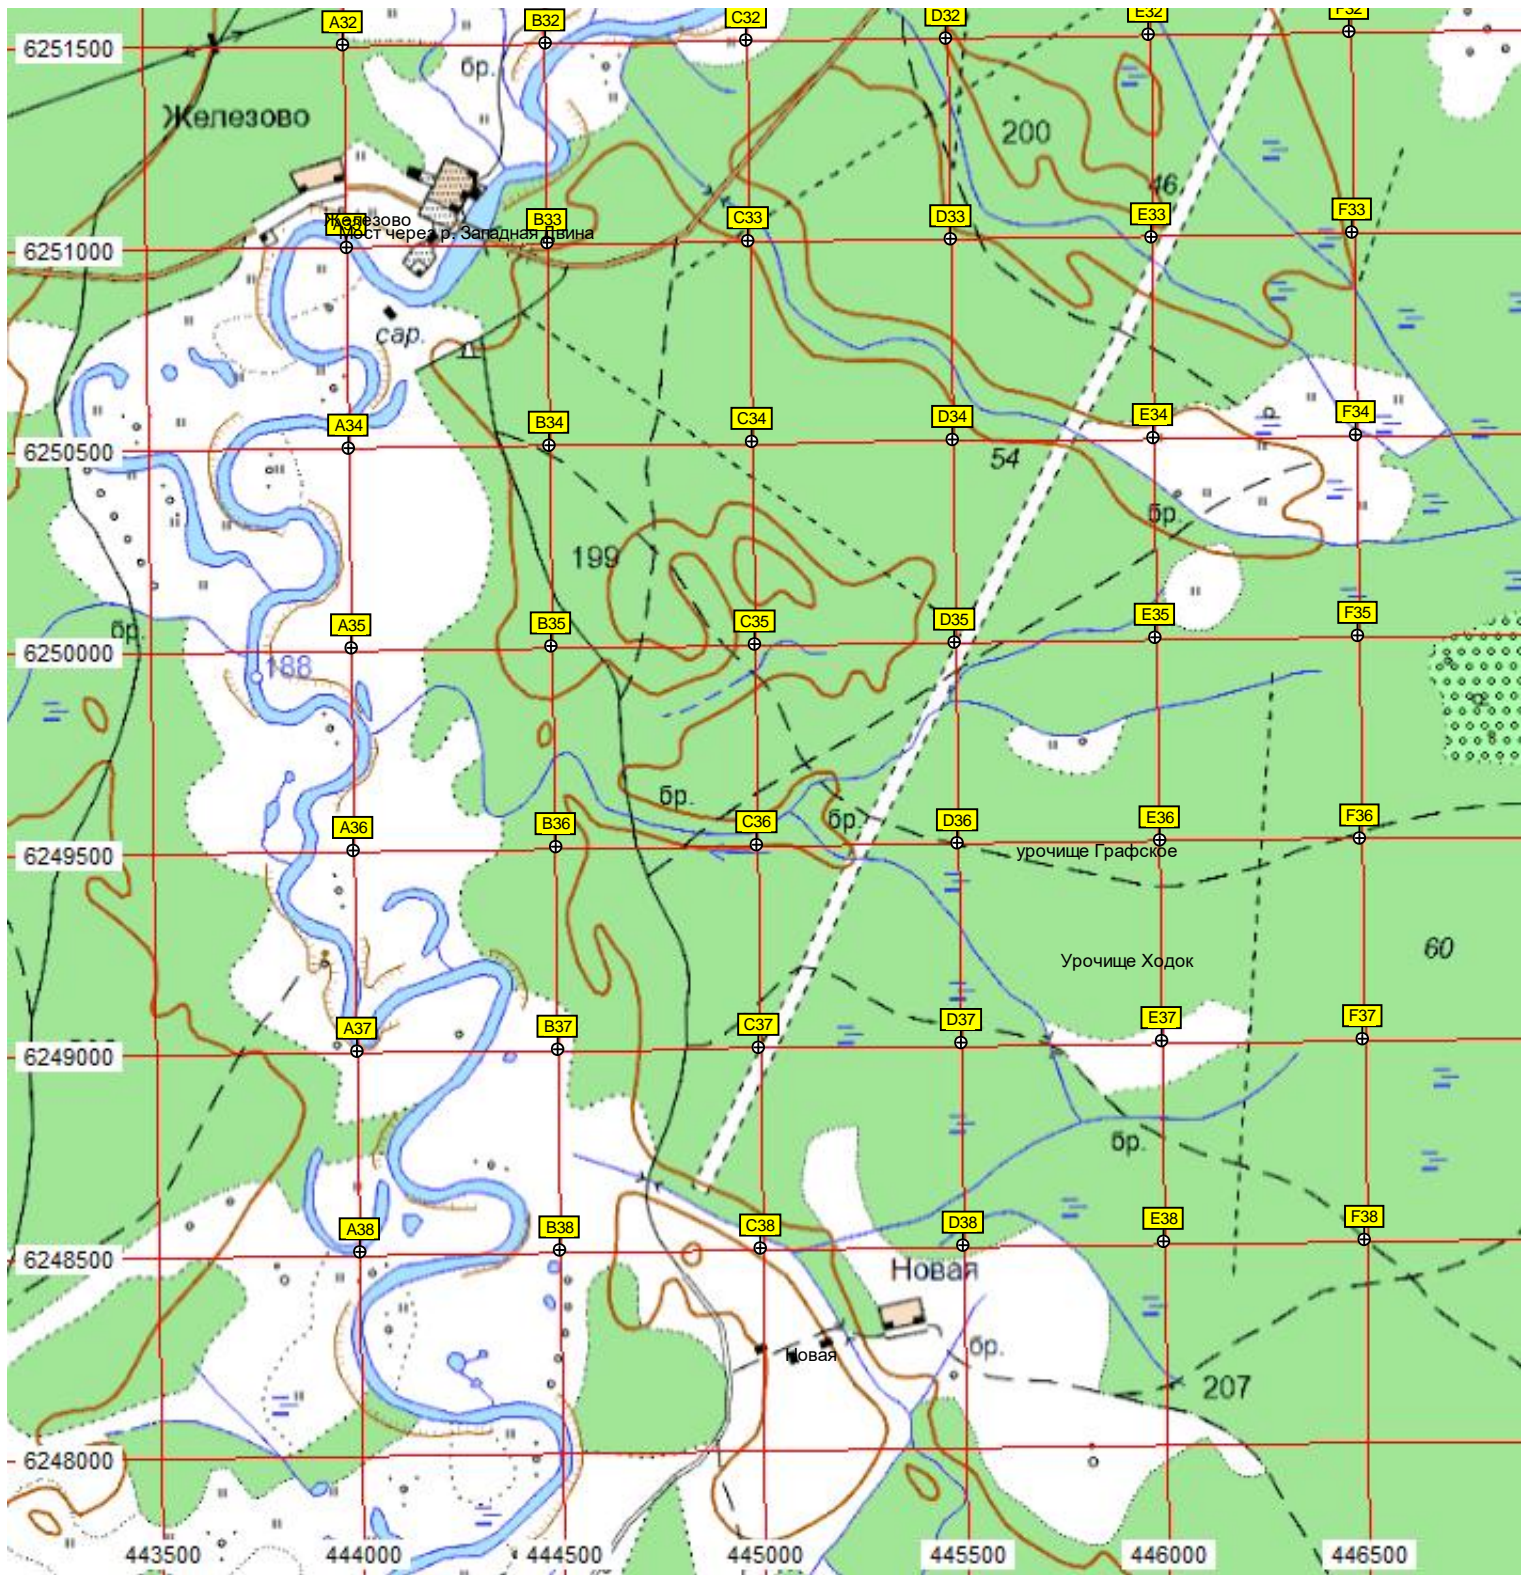 A32 B32 C32 D32 E32 F32
6251500
бр.
Железово
200
46
A33 B33 C33 D33 E33 F33
Железово
Мост через р. Западная Двина
6251000
сар.
A34 B34 C34 D34 E34 F34
6250500
54
бр.
199
A35 B35 C35 D35 E35 F35
бр.
6250000
188
бр.
бр.
A36 B36 C36 D36 E36 F36
6249500
урочище Графское
60
Урочище Ходок
A37 B37 C37 D37 E37 F37
6249000
бр.
A38 B38 C38 D38 E38 F38
6248500
Новая
бр.
Новая
207
6248000
443500 444000 444500 445000 445500 446000 446500